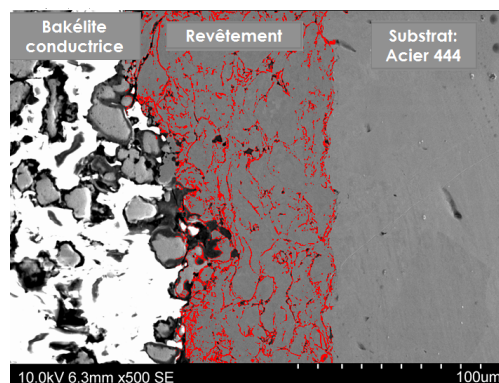 Bakélite
conductrice
Revêtement
Substrat:
Acier 444
10.0kV 6.3mm x500 SE
100um